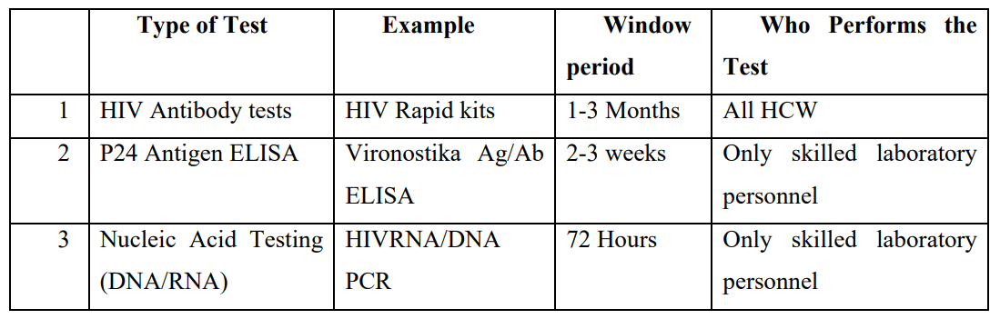 Type of Test Example Window period Who Performs the Test
1 HIV Antibody tests HIV Rapid kits 1-3 Months All HCW
2 P24 Antigen ELISA Vironostika Ag/Ab ELISA 2-3 weeks Only skilled laboratory personnel
3 Nucleic Acid Testing (DNA/RNA) HIVRNA/DNA PCR 72 Hours Only skilled laboratory personnel